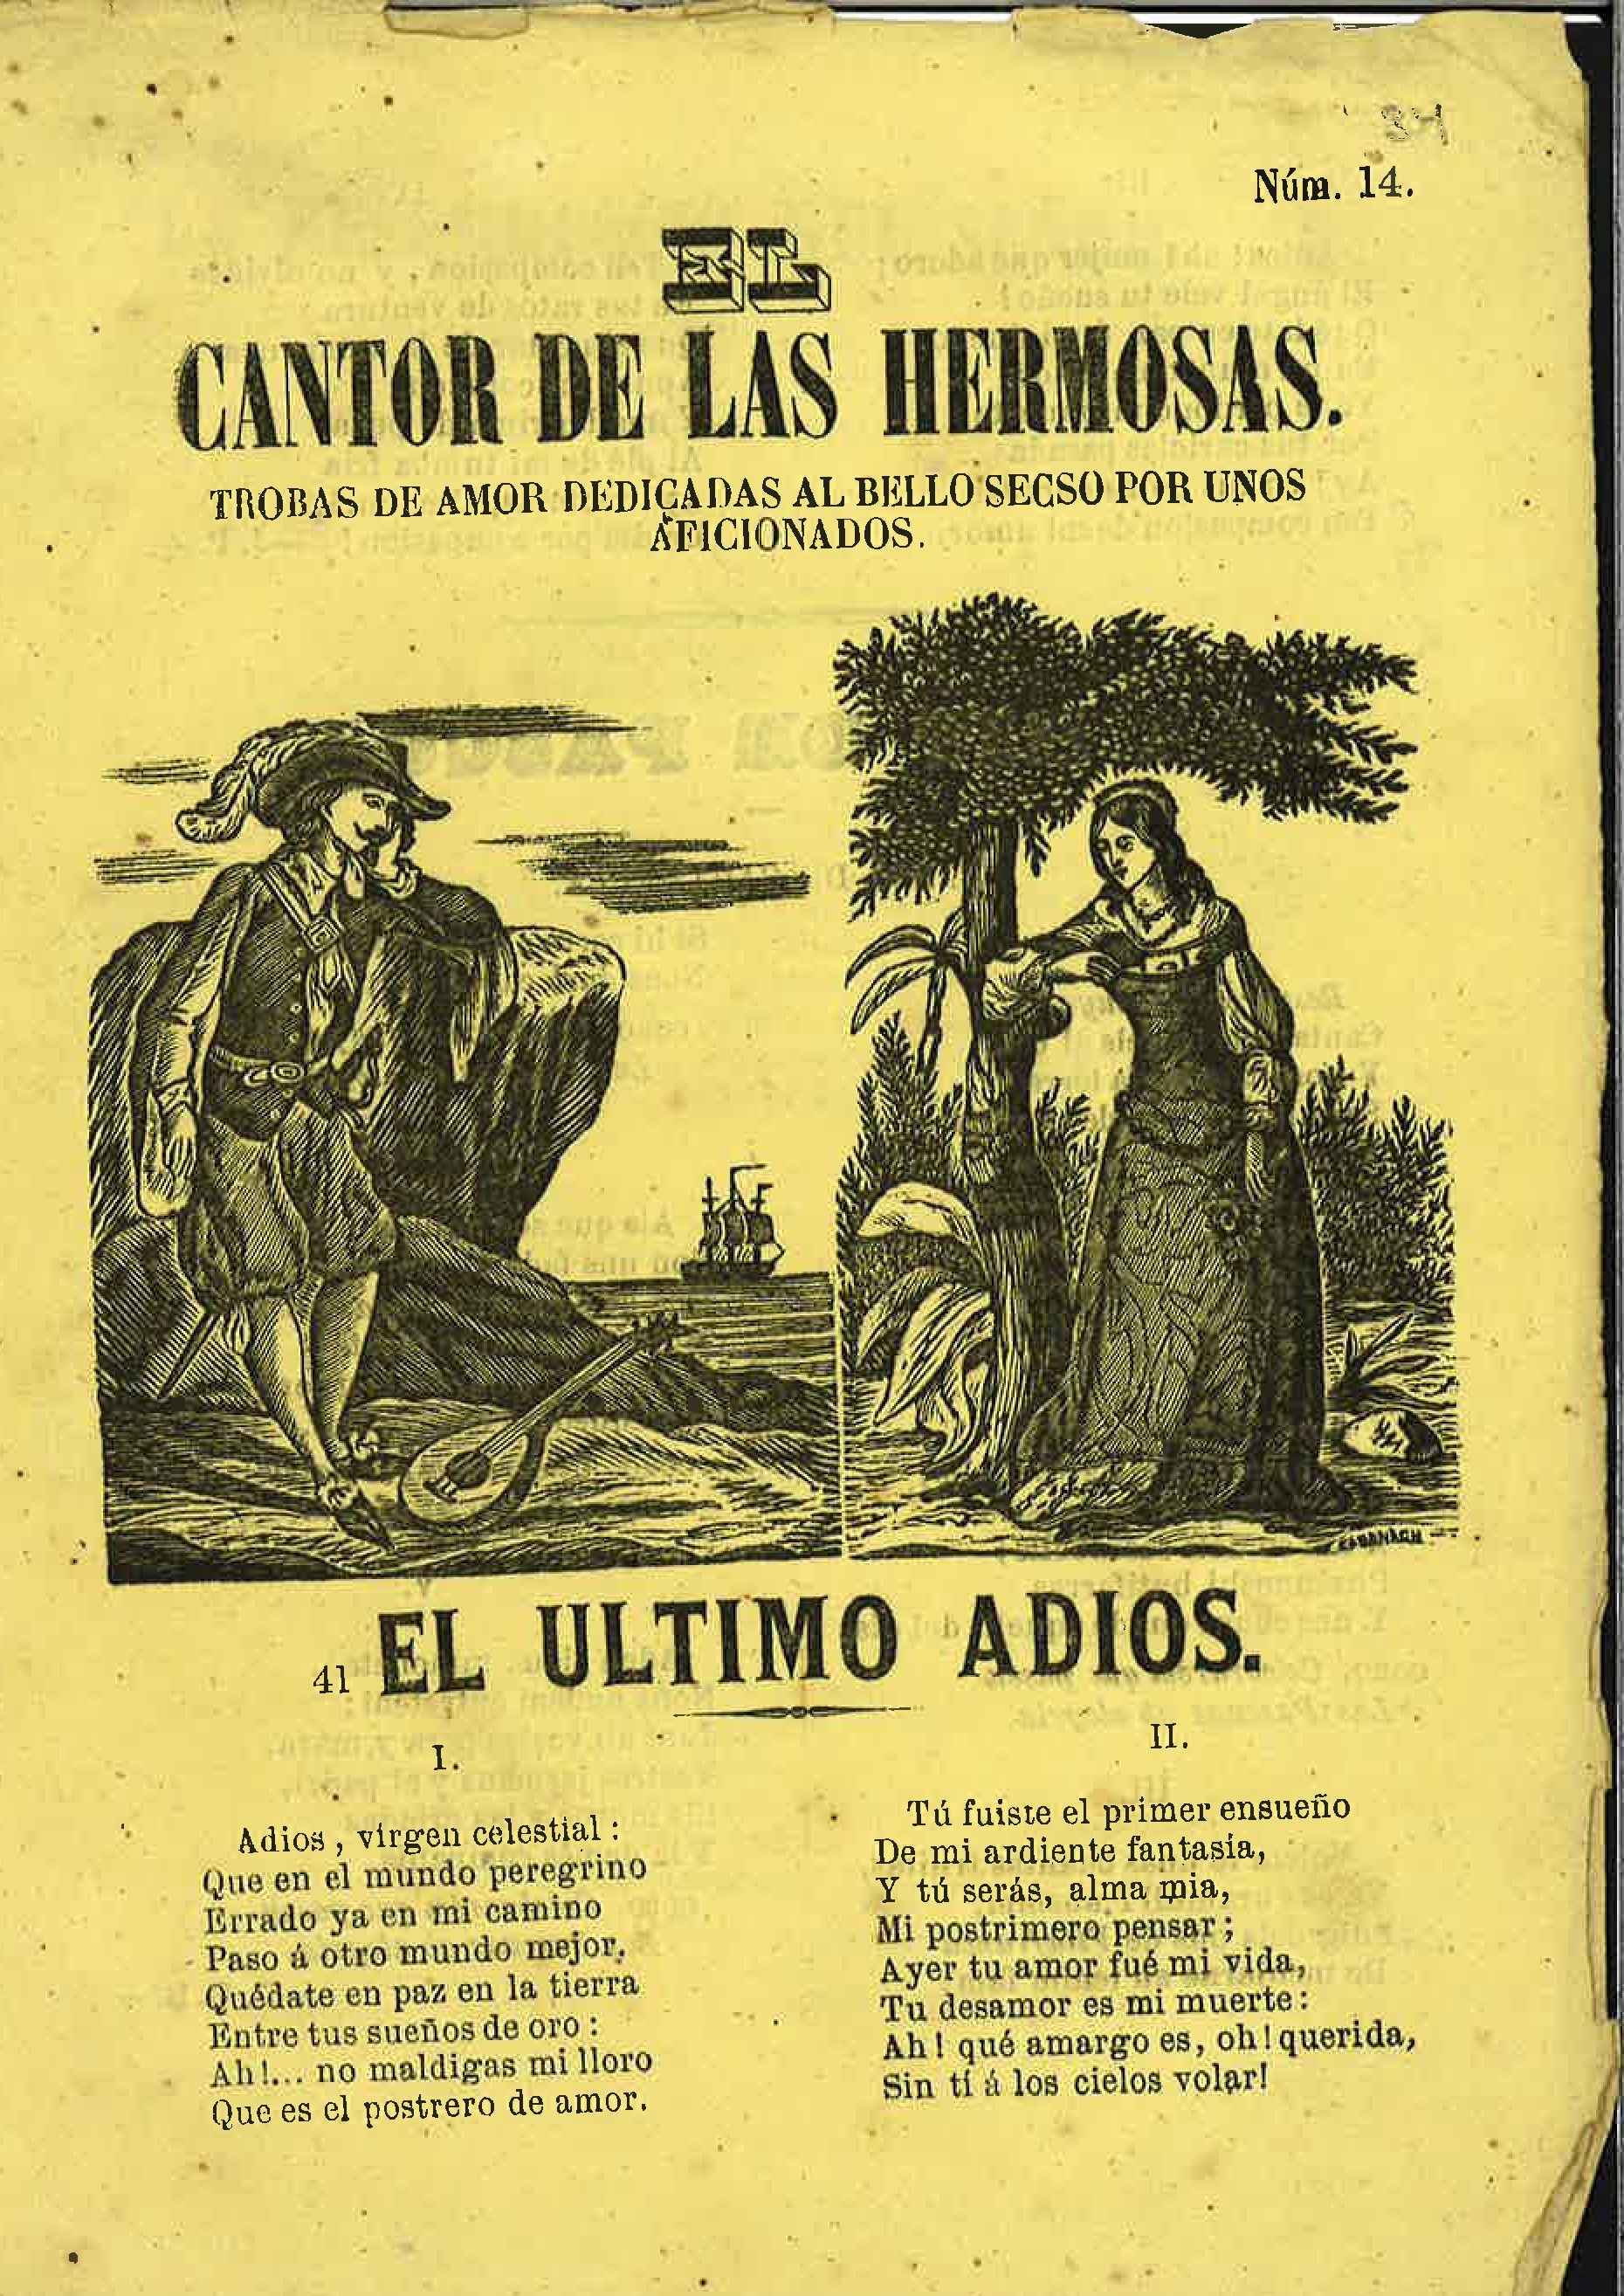 Núm. 14.
EL
CANTOR DE LAS HERMOSAS.
TROBAS DE AMOR DEDICADAS AL BELLO SECSO POR UNOS
AFICIONADOS.
EL ULTIMO ADIOS.
41
I.
Adios, virgen celestial:
Que en el mundo peregrino
Errado ya en mi camino
Paso á otro mundo mejor.
Quédate en paz en la tierra
Entre tus sueños de oro:
Ah!... no maldigas mi lloro
Que es el postrero de amor.
II.
Tú fuiste el primer ensueño
De mi ardiente fantasía,
Y tú serás, alma mia,
Mi postrimero pensar;
Ayer tu amor fué mi vida,
Tu desamor es mi muerte:
Ah! qué amargo es, oh! querida,
Sin tí á los cielos volar!